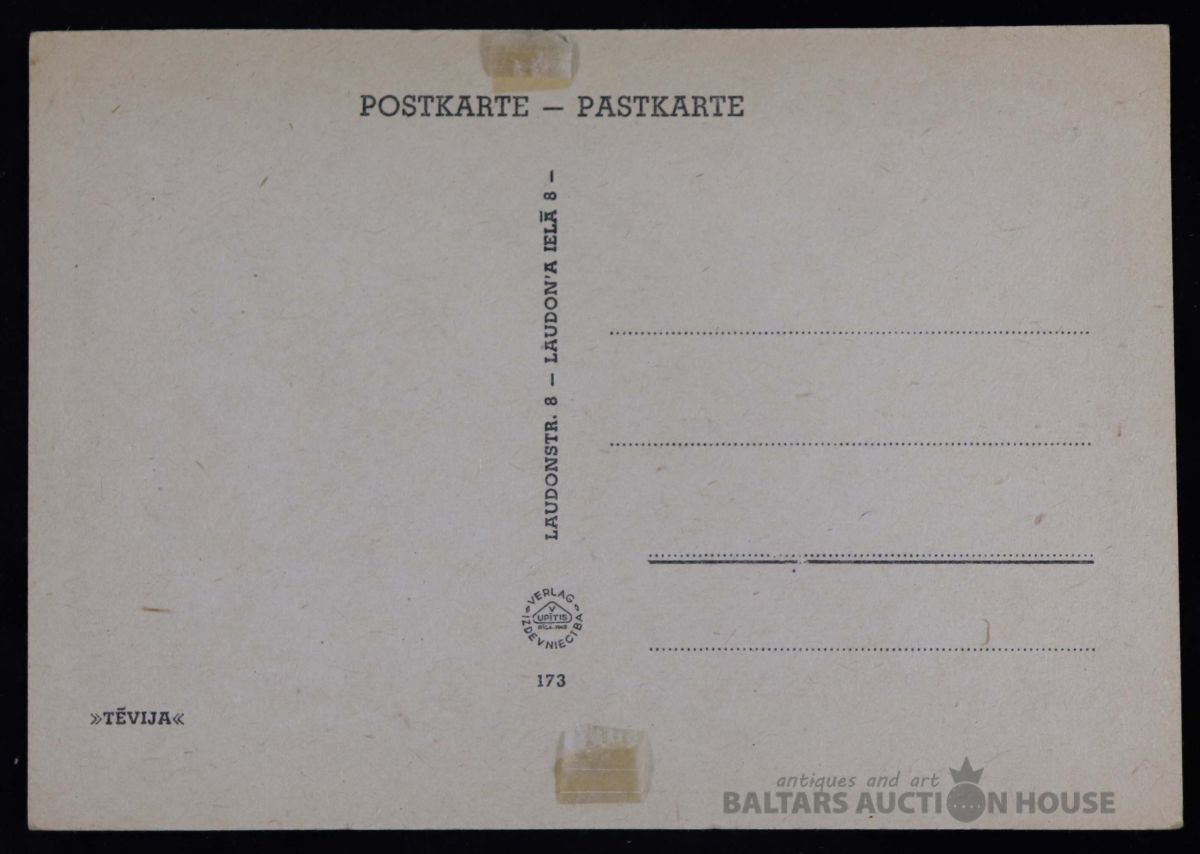 POSTKARTE — PASTKARTE
LAUDONSTR. 8 — LAUDON'A IELĀ 8 —
VERLAG
V
UPĪTIS
IZDEVNIECĪBA
173
»TĒVIJA«
antiques and art
BALTARS AUCTION HOUSE